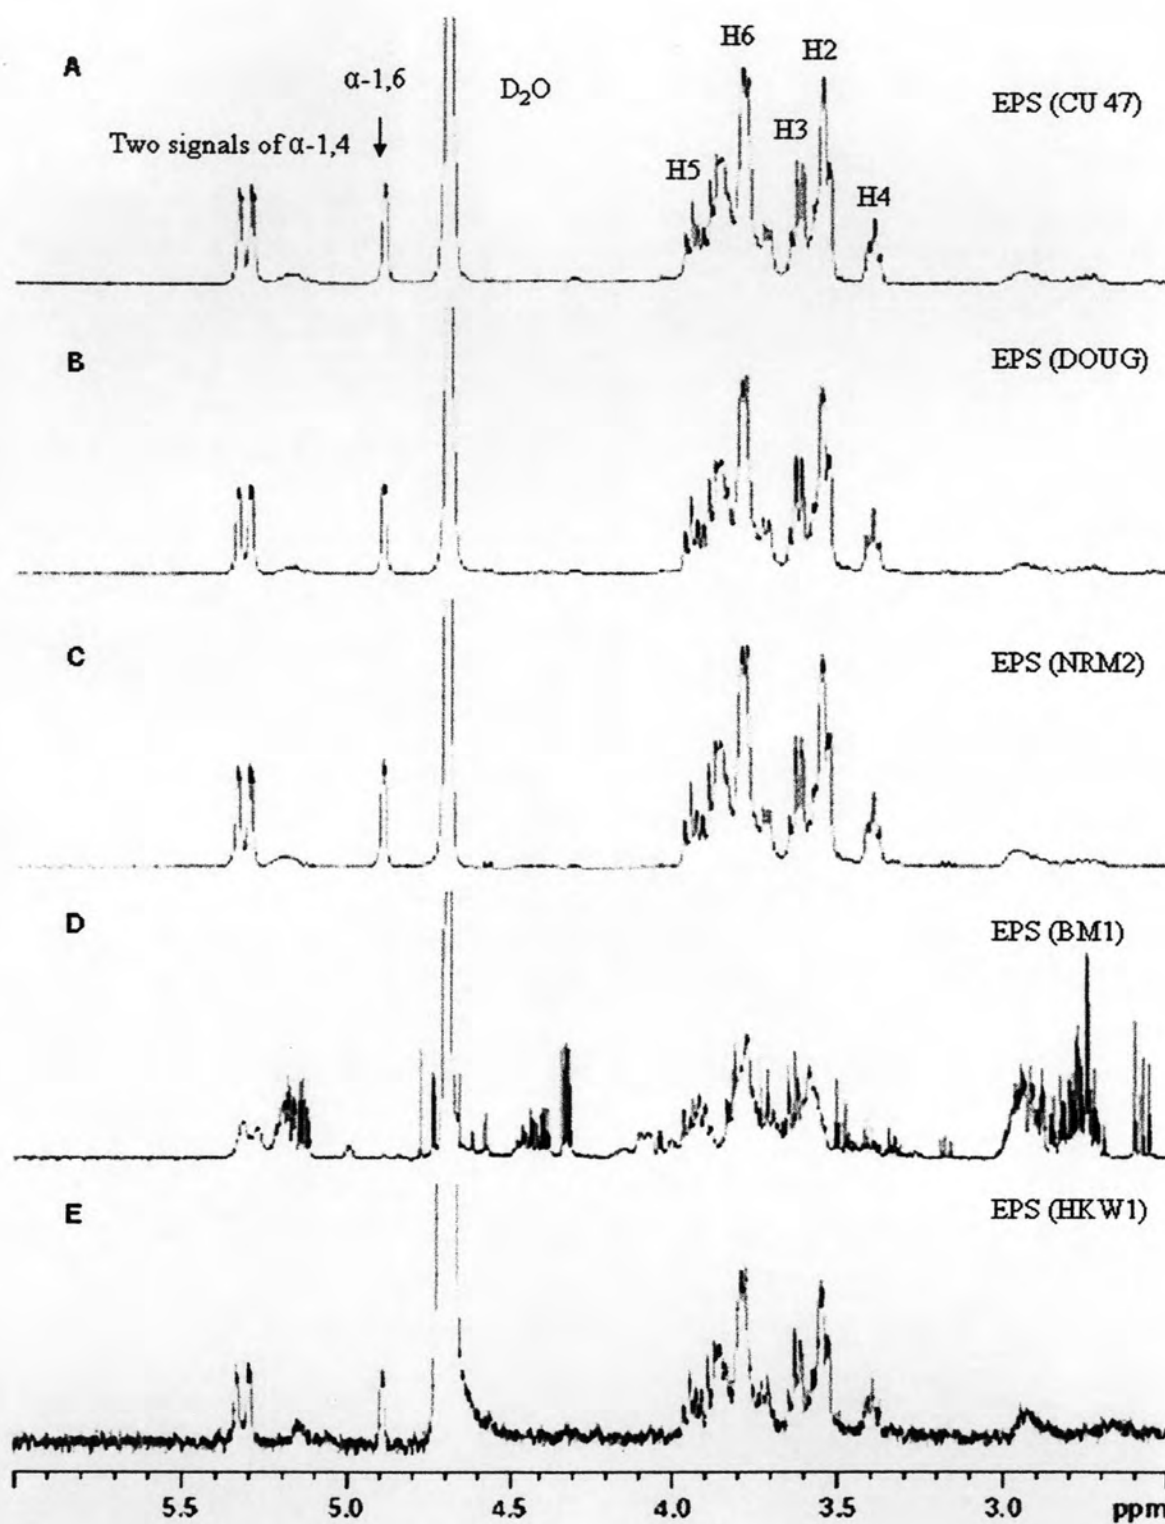 A
H6
H2
α-1,6
D₂O
EPS (CU 47)
H3
Two signals of α-1,4
H5
H4
B
EPS (DOUG)
C
EPS (NRM2)
D
EPS (BM1)
E
EPS (HKW1)
5.5 5.0 4.5 4.0 3.5 3.0 ppm